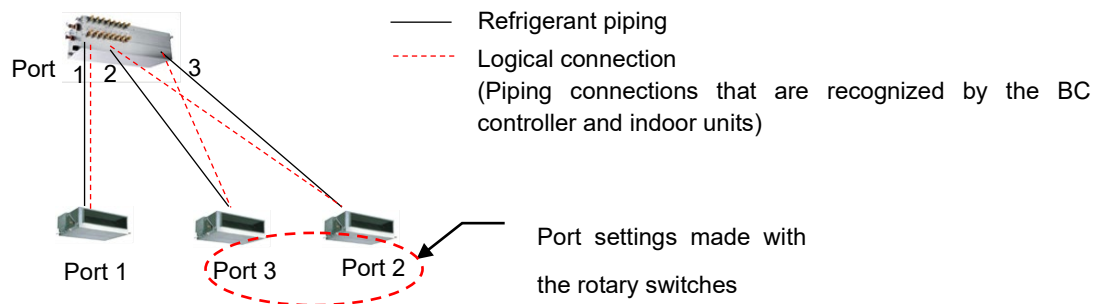 Refrigerant piping
Logical connection
(Piping connections that are recognized by the BC
controller and indoor units)
Port
1 2 3
Port 1
Port 3
Port 2
Port settings made with
the rotary switches